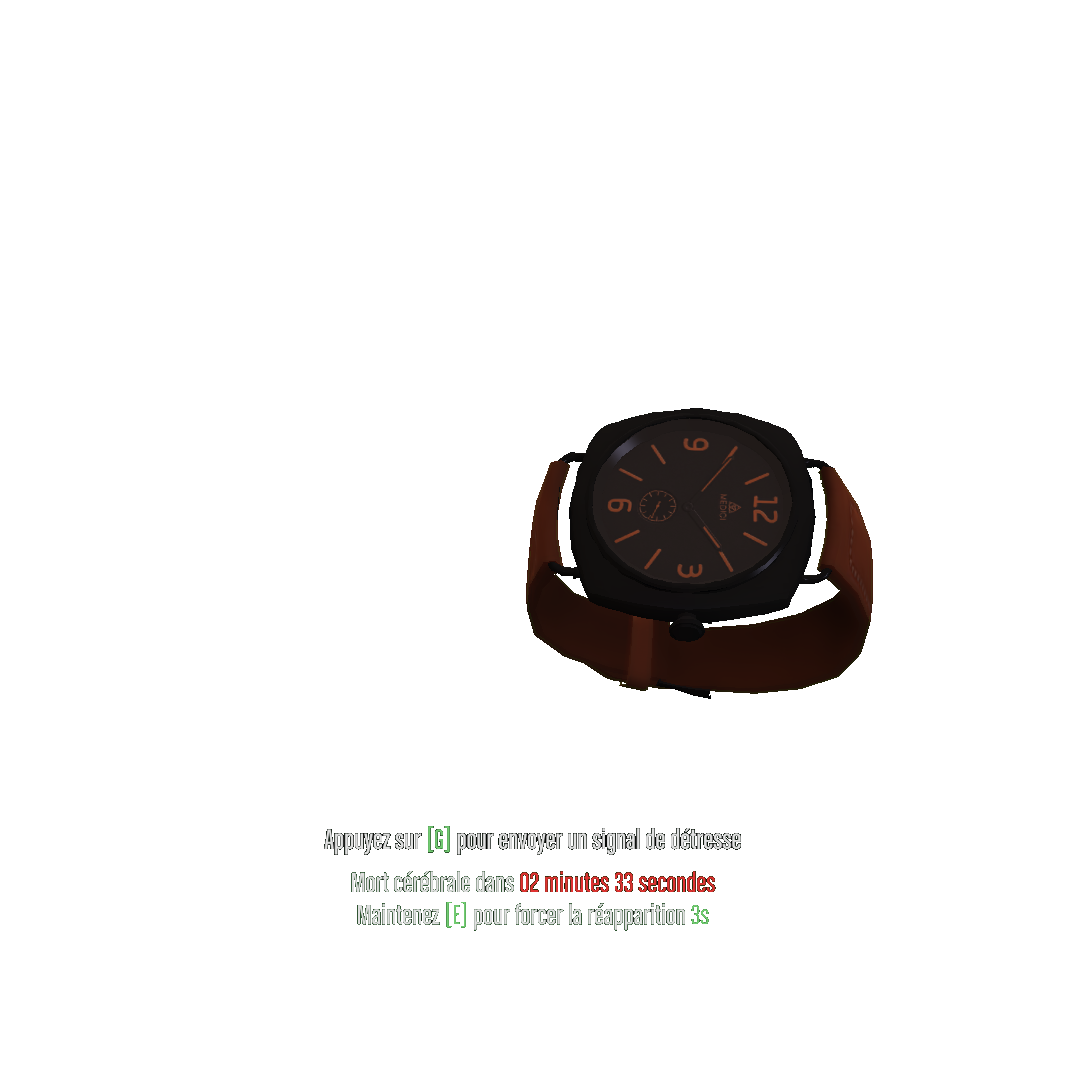 9
12
MEDIGI
6
3
Appuyez sur [G] pour envoyer un signal de détresse
Mort cérébrale dans 02 minutes 33 secondes
Maintenez [E] pour forcer la réapparition 3s